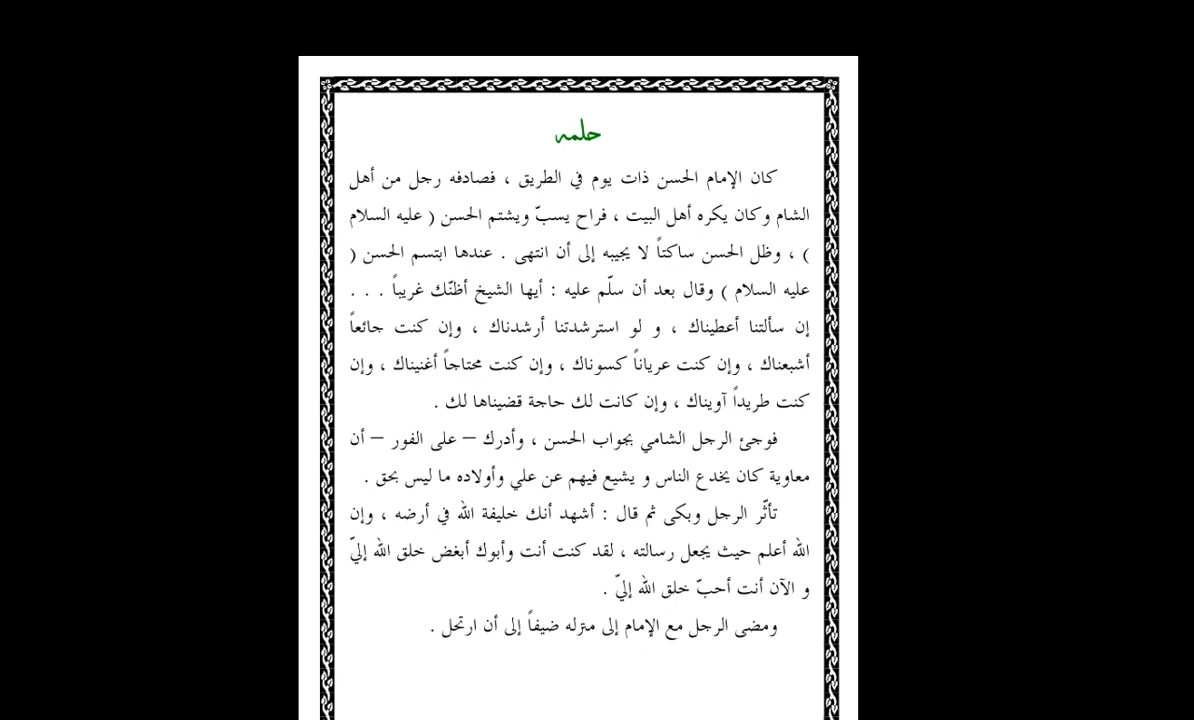 حلمه
كان الإمام الحسن ذات يوم في الطريق ، فصادفه رجل من أهل
الشام وكان يكره أهل البيت ، فراح يسبّ ويشتم الحسن ( عليه السلام
) ، وظل الحسن ساكتاً لا يجيبه إلى أن انتهى . عندها ابتسم الحسن (
عليه السلام ) وقال بعد أن سلّم عليه : أيها الشيخ أظنّك غريباً . . .
إن سألتنا أعطيناك ، و لو استرشدتنا أرشدناك ، وإن كنت جائعاً
أشبعناك ، وإن كنت عرياناً كسوناك ، وإن كنت محتاجاً أغنيناك ، وإن
كنت طريداً آويناك ، وإن كانت لك حاجة قضيناها لك .
فوجئ الرجل الشامي بجواب الحسن ، وأدرك – على الفور – أن
معاوية كان يخدع الناس و يشيع فيهم عن علي وأولاده ما ليس بحق .
تأثّر الرجل وبكى ثم قال : أشهد أنك خليفة الله في أرضه ، وإن
الله أعلم حيث يجعل رسالته ، لقد كنت أنت وأبوك أبغض خلق الله إليّ
و الآن أنت أحبّ خلق الله إليّ .
ومضى الرجل مع الإمام إلى منزله ضيفاً إلى أن ارتحل .